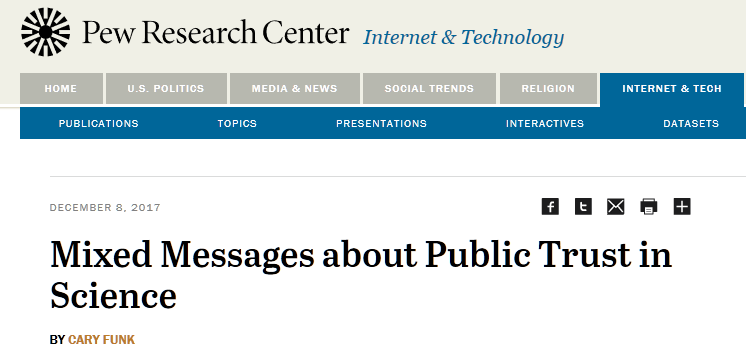 Pew Research Center Internet & Technology
HOME U.S. POLITICS MEDIA & NEWS SOCIAL TRENDS RELIGION INTERNET & TECH
PUBLICATIONS TOPICS PRESENTATIONS INTERACTIVES DATASETS
DECEMBER 8, 2017
Mixed Messages about Public Trust in
Science
BY CARY FUNK